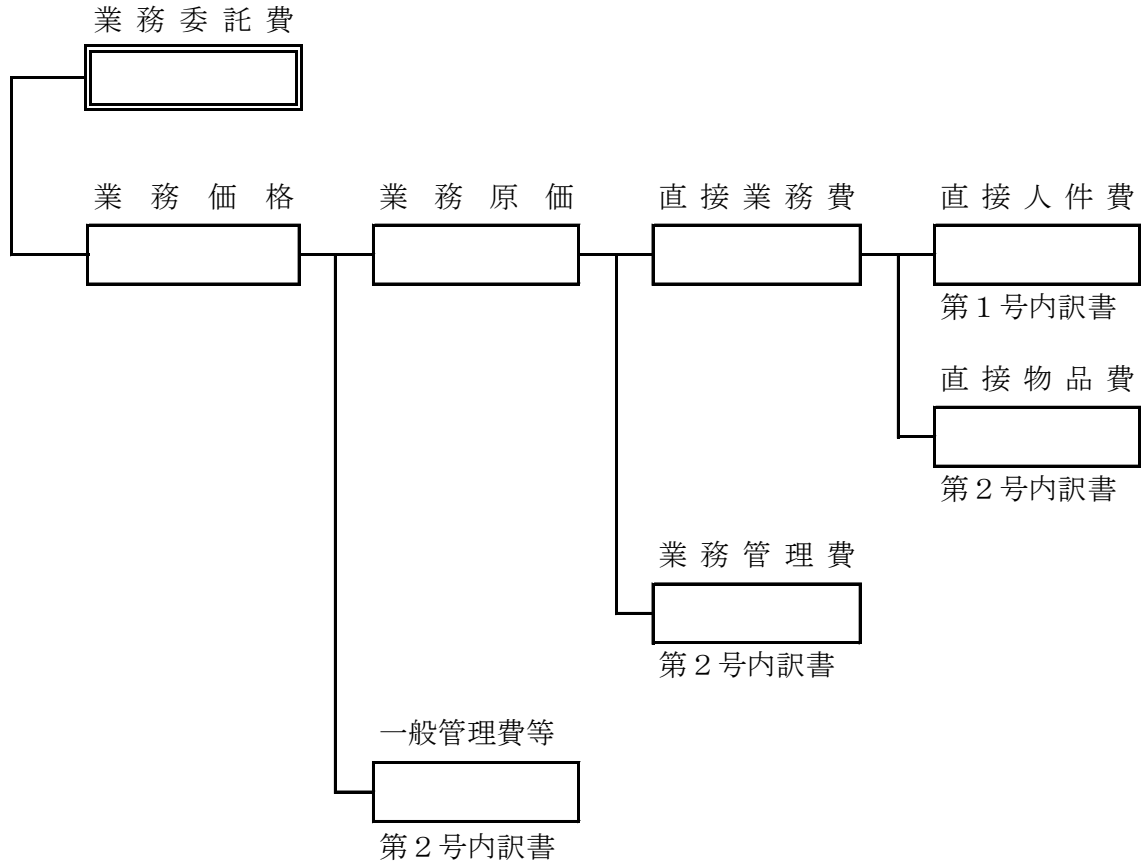 業務委託費
業務価格
業務原価
直接業務費
直接人件費
第１号内訳書
直接物品費
第２号内訳書
業務管理費
第２号内訳書
一般管理費等
第２号内訳書